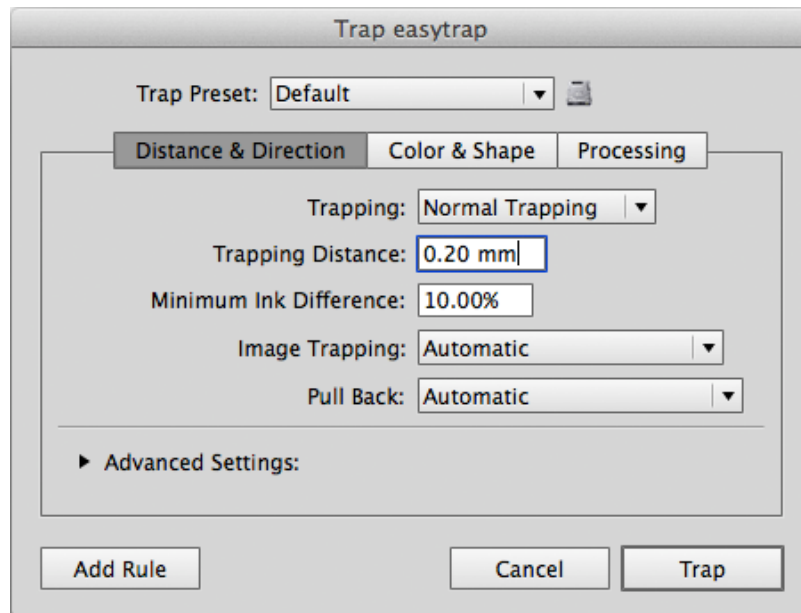 Trap easytrap
Trap Preset: Default
Distance & Direction Color & Shape Processing
Trapping: Normal Trapping
Trapping Distance: 0.20 mm
Minimum Ink Difference: 10.00%
Image Trapping: Automatic
Pull Back: Automatic
Advanced Settings:
Add Rule Cancel Trap